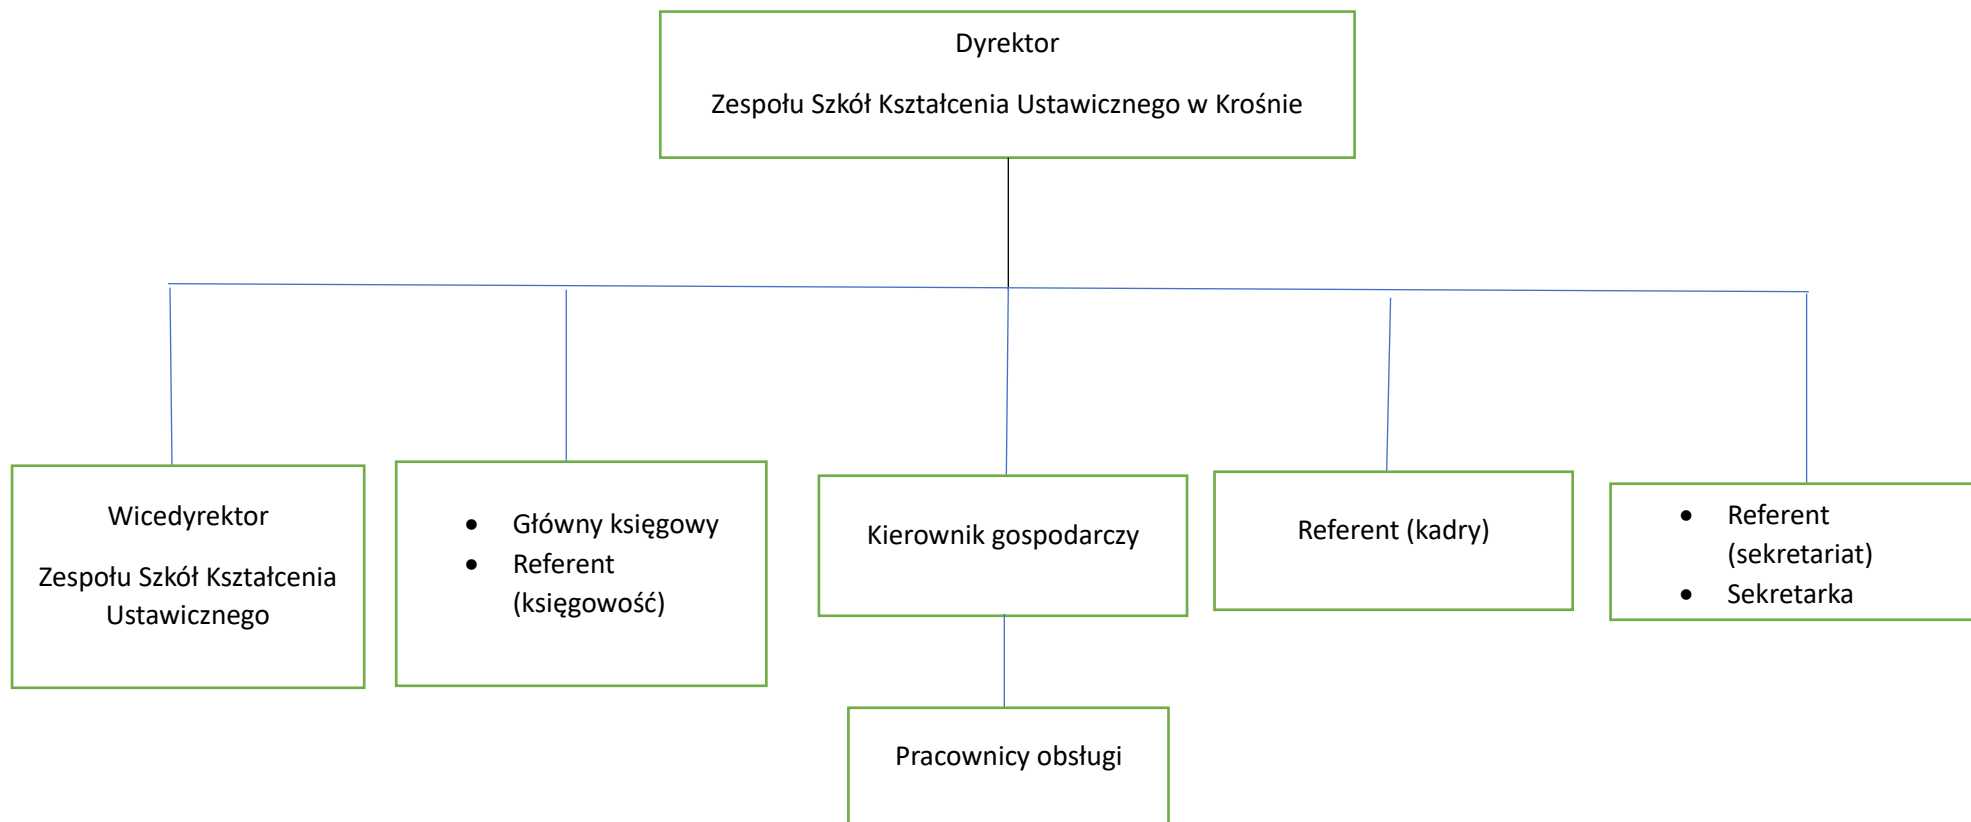 Dyrektor
Zespołu Szkół Kształcenia Ustawicznego w Krośnie
Wicedyrektor
Zespołu Szkół Kształcenia
Ustawicznego
• Główny księgowy
• Referent
(księgowość)
Kierownik gospodarczy
Referent (kadry)
• Referent
(sekretariat)
• Sekretarka
Pracownicy obsługi